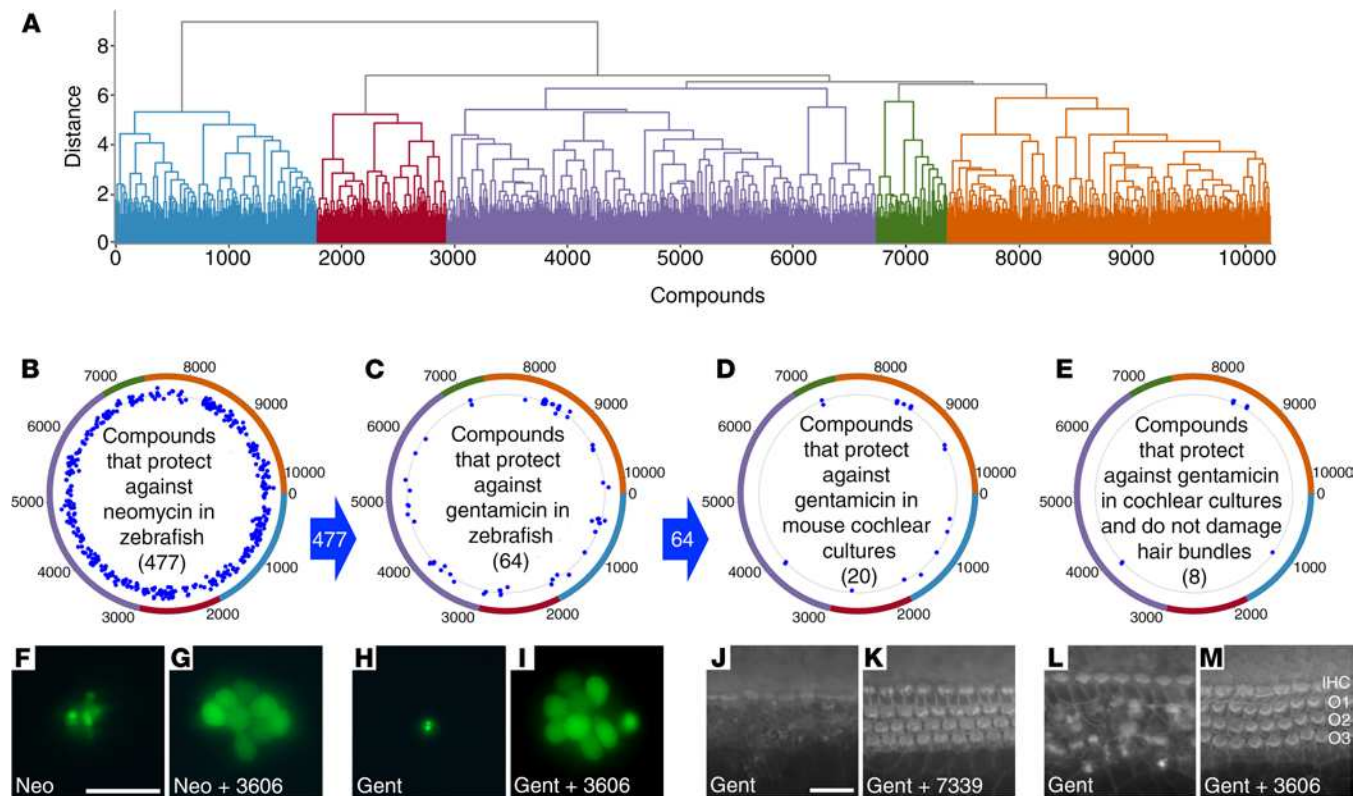 A
8
6
4
2
0
Distance
0 1000 2000 3000 4000 5000 6000 7000 8000 9000 10000
Compounds
B
7000
8000
9000
10000
0
1000
2000
3000
4000
5000
6000
Compounds
that protect
against
neomycin in
zebrafish
(477)
477
C
7000
8000
9000
10000
0
1000
2000
3000
4000
5000
6000
Compounds
that protect
against
gentamicin in
zebrafish
(64)
64
D
7000
8000
9000
10000
0
1000
2000
3000
4000
5000
6000
Compounds
that protect
against
gentamicin in
mouse cochlear
cultures
(20)
E
7000
8000
9000
10000
0
1000
2000
3000
4000
5000
6000
Compounds
that protect
against gentamicin
in cochlear cultures
and do not damage
hair bundles
(8)
F
Neo
G
Neo + 3606
H
Gent
I
Gent + 3606
J
Gent
K
Gent + 7339
L
Gent
M
IHC
O1
O2
O3
Gent + 3606